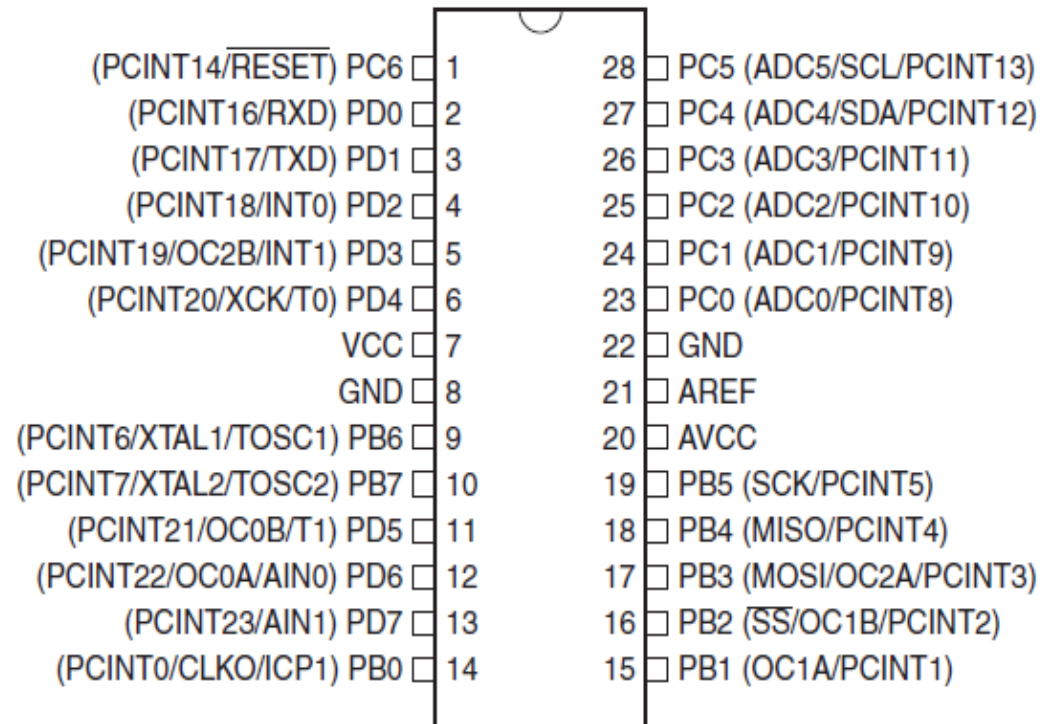 (PCINT14/RESET) PC6 1 28 PC5 (ADC5/SCL/PCINT13)
(PCINT16/RXD) PD0 2 27 PC4 (ADC4/SDA/PCINT12)
(PCINT17/TXD) PD1 3 26 PC3 (ADC3/PCINT11)
(PCINT18/INT0) PD2 4 25 PC2 (ADC2/PCINT10)
(PCINT19/OC2B/INT1) PD3 5 24 PC1 (ADC1/PCINT9)
(PCINT20/XCK/T0) PD4 6 23 PC0 (ADC0/PCINT8)
VCC 7 22 GND
GND 8 21 AREF
(PCINT6/XTAL1/TOSC1) PB6 9 20 AVCC
(PCINT7/XTAL2/TOSC2) PB7 10 19 PB5 (SCK/PCINT5)
(PCINT21/OC0B/T1) PD5 11 18 PB4 (MISO/PCINT4)
(PCINT22/OC0A/AIN0) PD6 12 17 PB3 (MOSI/OC2A/PCINT3)
(PCINT23/AIN1) PD7 13 16 PB2 (SS/OC1B/PCINT2)
(PCINT0/CLKO/ICP1) PB0 14 15 PB1 (OC1A/PCINT1)